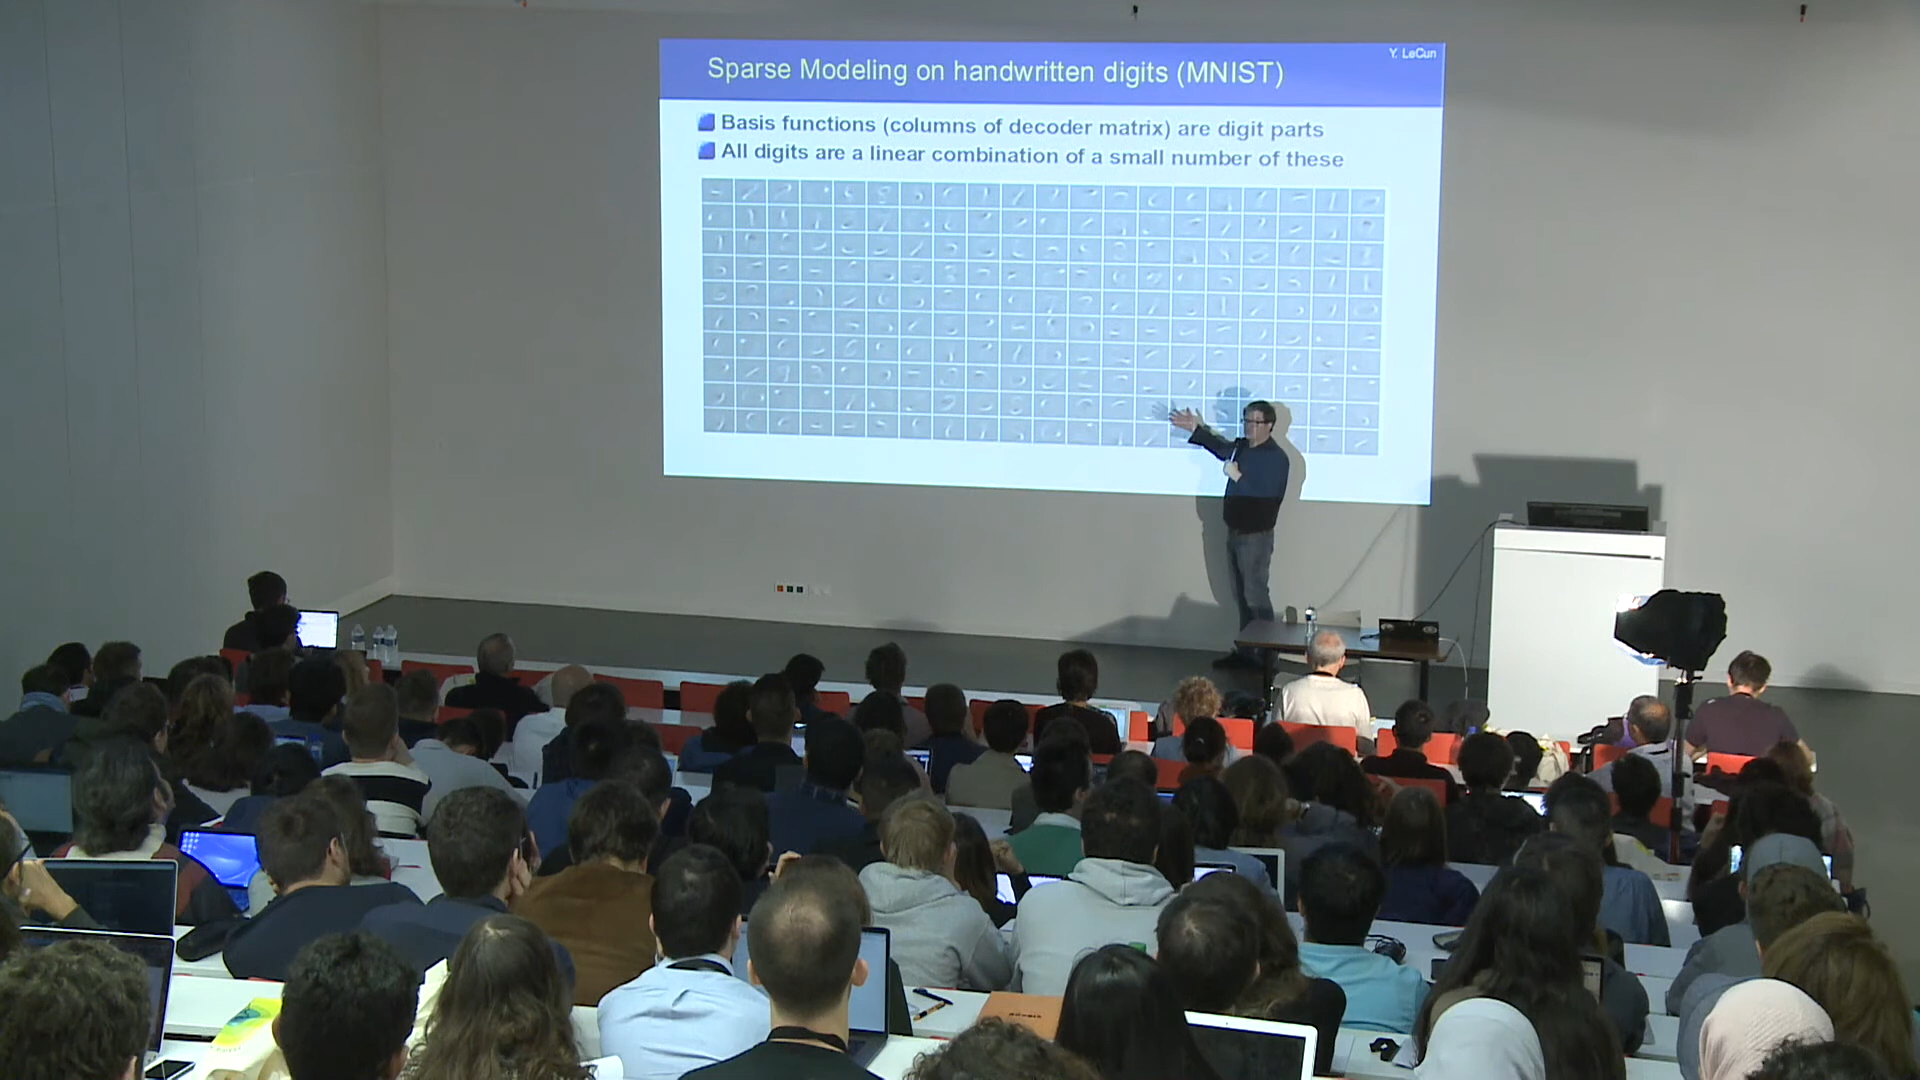 Y. LeCun
Sparse Modeling on handwritten digits (MNIST)
Basis functions (columns of decoder matrix) are digit parts
All digits are a linear combination of a small number of these